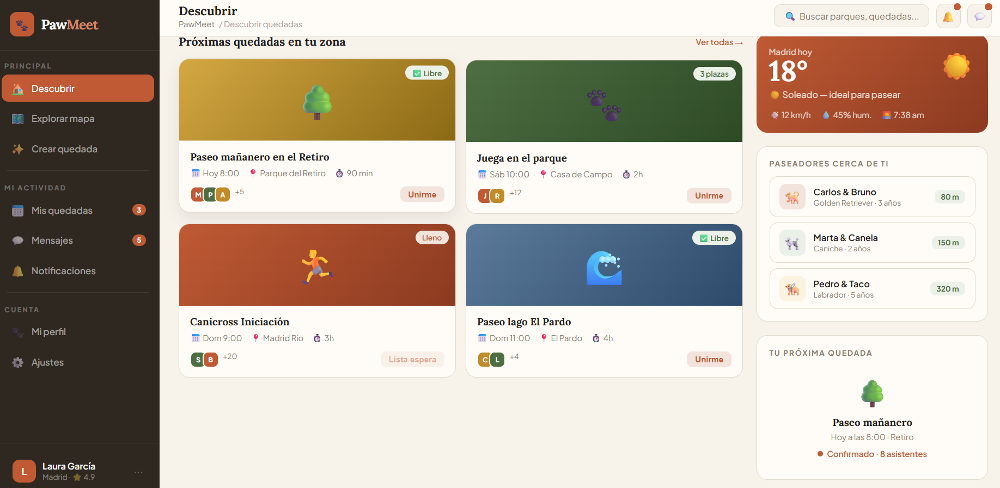 PawMeet
PRINCIPAL
Descubrir
Explorar mapa
Crear quedada
MI ACTIVIDAD
Mis quedadas 3
Mensajes 5
Notificaciones
CUENTA
Mi perfil
Ajustes
L
Laura García
Madrid · ⭐ 4.9
...
Descubrir
PawMeet / Descubrir quedadas
Buscar parques, quedadas...
Próximas quedadas en tu zona
Ver todas →
✅ Libre
Paseo mañanero en el Retiro
Hoy 8:00 Parque del Retiro 90 min
M P A +5
Unirme
3 plazas
Juega en el parque
Sáb 10:00 Casa de Campo 2h
J R +12
Unirme
Lleno
Canicross Iniciación
Dom 9:00 Madrid Río 3h
S B +20
Lista espera
✅ Libre
Paseo lago El Pardo
Dom 11:00 El Pardo 4h
C L +4
Unirme
Madrid hoy
18°
Soleado — ideal para pasear
12 km/h 45% hum. 7:38 am
PASEADORES CERCA DE TI
Carlos & Bruno
Golden Retriever · 3 años
80 m
Marta & Canela
Caniche · 2 años
150 m
Pedro & Taco
Labrador · 5 años
320 m
TU PRÓXIMA QUEDADA
Paseo mañanero
Hoy a las 8:00 · Retiro
Confirmado · 8 asistentes